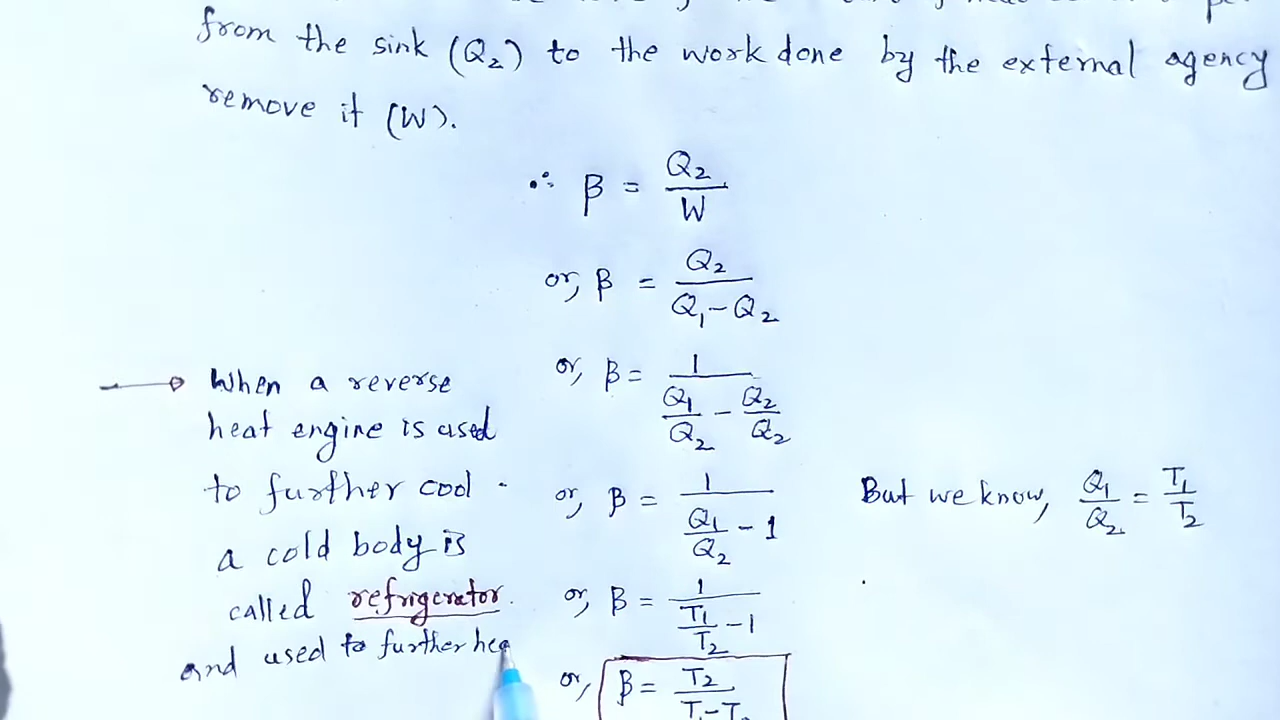 from the sink (Q₂) to the work done by the external agency
remove it (W).
∴ β = Q₂/W
or, β = Q₂/(Q₁ - Q₂)
or, β = 1/(Q₁/Q₂ - Q₂/Q₂)
or, β = 1/(Q₁/Q₂ - 1)
But we know, Q₁/Q₂ = T₁/T₂
or, β = 1/(T₁/T₂ - 1)
or, β = T₂/(T₁-T₂)
When a reverse
heat engine is used
to further cool
a cold body is
called refrigerator.
and used to further hea